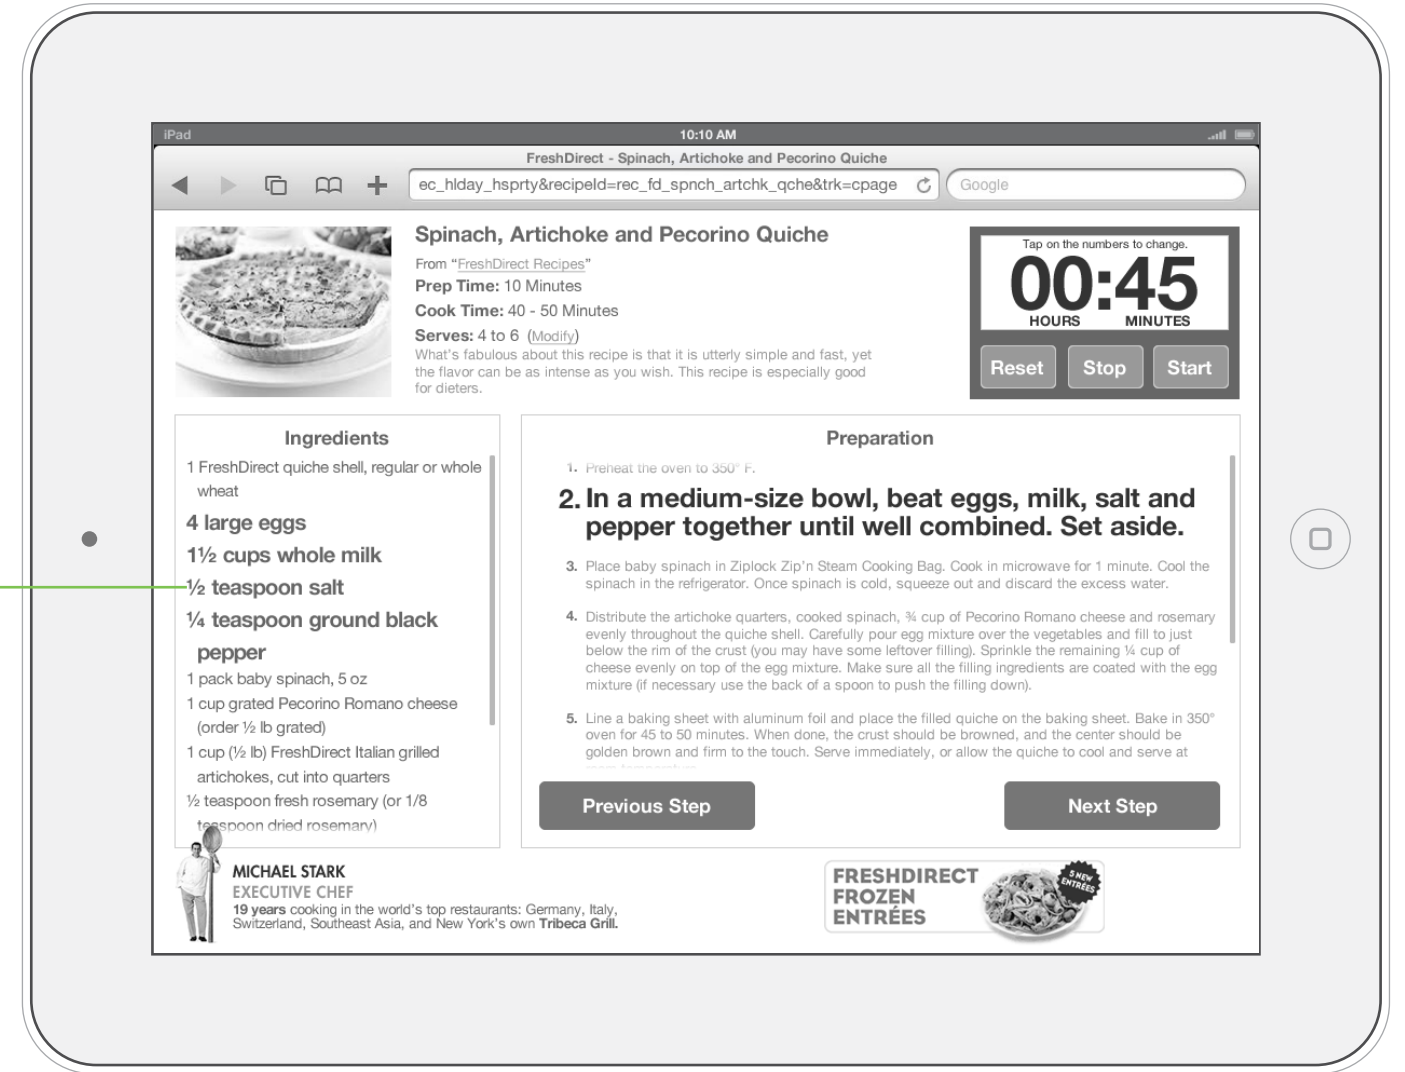 iPad
10:10 AM
FreshDirect - Spinach, Artichoke and Pecorino Quiche
ec_hlday_hsprty&recipeId=rec_fd_spnch_artchk_qche&trk=cpage
Google
Spinach, Artichoke and Pecorino Quiche
From “FreshDirect Recipes”
Prep Time: 10 Minutes
Cook Time: 40 - 50 Minutes
Serves: 4 to 6 (Modify)
What's fabulous about this recipe is that it is utterly simple and fast, yet
the flavor can be as intense as you wish. This recipe is especially good
for dieters.
Tap on the numbers to change.
00:45
HOURS MINUTES
Reset Stop Start
Ingredients
1 FreshDirect quiche shell, regular or whole
wheat
4 large eggs
1½ cups whole milk
½ teaspoon salt
¼ teaspoon ground black
pepper
1 pack baby spinach, 5 oz
1 cup grated Pecorino Romano cheese
(order ½ lb grated)
1 cup (½ lb) FreshDirect Italian grilled
artichokes, cut into quarters
½ teaspoon fresh rosemary (or 1/8
teaspoon dried rosemary)
Preparation
1. Preheat the oven to 350° F.
2. In a medium-size bowl, beat eggs, milk, salt and
pepper together until well combined. Set aside.
3. Place baby spinach in Ziplock Zip’n Steam Cooking Bag. Cook in microwave for 1 minute. Cool the
spinach in the refrigerator. Once spinach is cold, squeeze out and discard the excess water.
4. Distribute the artichoke quarters, cooked spinach, ¾ cup of Pecorino Romano cheese and rosemary
evenly throughout the quiche shell. Carefully pour egg mixture over the vegetables and fill to just
below the rim of the crust (you may have some leftover filling). Sprinkle the remaining ¼ cup of
cheese evenly on top of the egg mixture. Make sure all the filling ingredients are coated with the egg
mixture (if necessary use the back of a spoon to push the filling down).
5. Line a baking sheet with aluminum foil and place the filled quiche on the baking sheet. Bake in 350°
oven for 45 to 50 minutes. When done, the crust should be browned, and the center should be
golden brown and firm to the touch. Serve immediately, or allow the quiche to cool and serve at
Previous Step
Next Step
MICHAEL STARK
EXECUTIVE CHEF
19 years cooking in the world's top restaurants: Germany, Italy,
Switzerland, Southeast Asia, and New York's own Tribeca Grill.
FRESHDIRECT
FROZEN
ENTRÉES
5 NEW
ENTRÉES